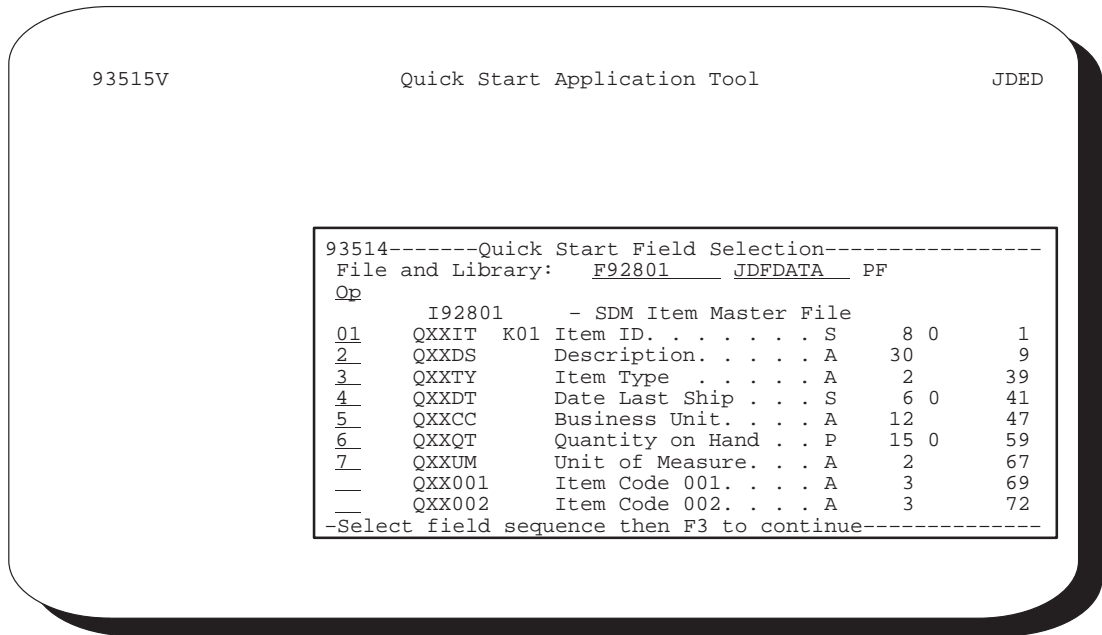 93515V Quick Start Application Tool JDED
93514-------Quick Start Field Selection------------------
File and Library: F92801 JDFDATA PF
Op
I92801 - SDM Item Master File
01 QXXIT K01 Item ID. . . . . . . S 8 0 1
2 QXXDS Description. . . . . A 30 9
3 QXXTY Item Type . . . . . A 2 39
4 QXXDT Date Last Ship . . . S 6 0 41
5 QXXCC Business Unit. . . . A 12 47
6 QXXQT Quantity on Hand . . P 15 0 59
7 QXXUM Unit of Measure. . . A 2 67
QXX001 Item Code 001. . . . A 3 69
QXX002 Item Code 002. . . . A 3 72
-Select field sequence then F3 to continue--------------